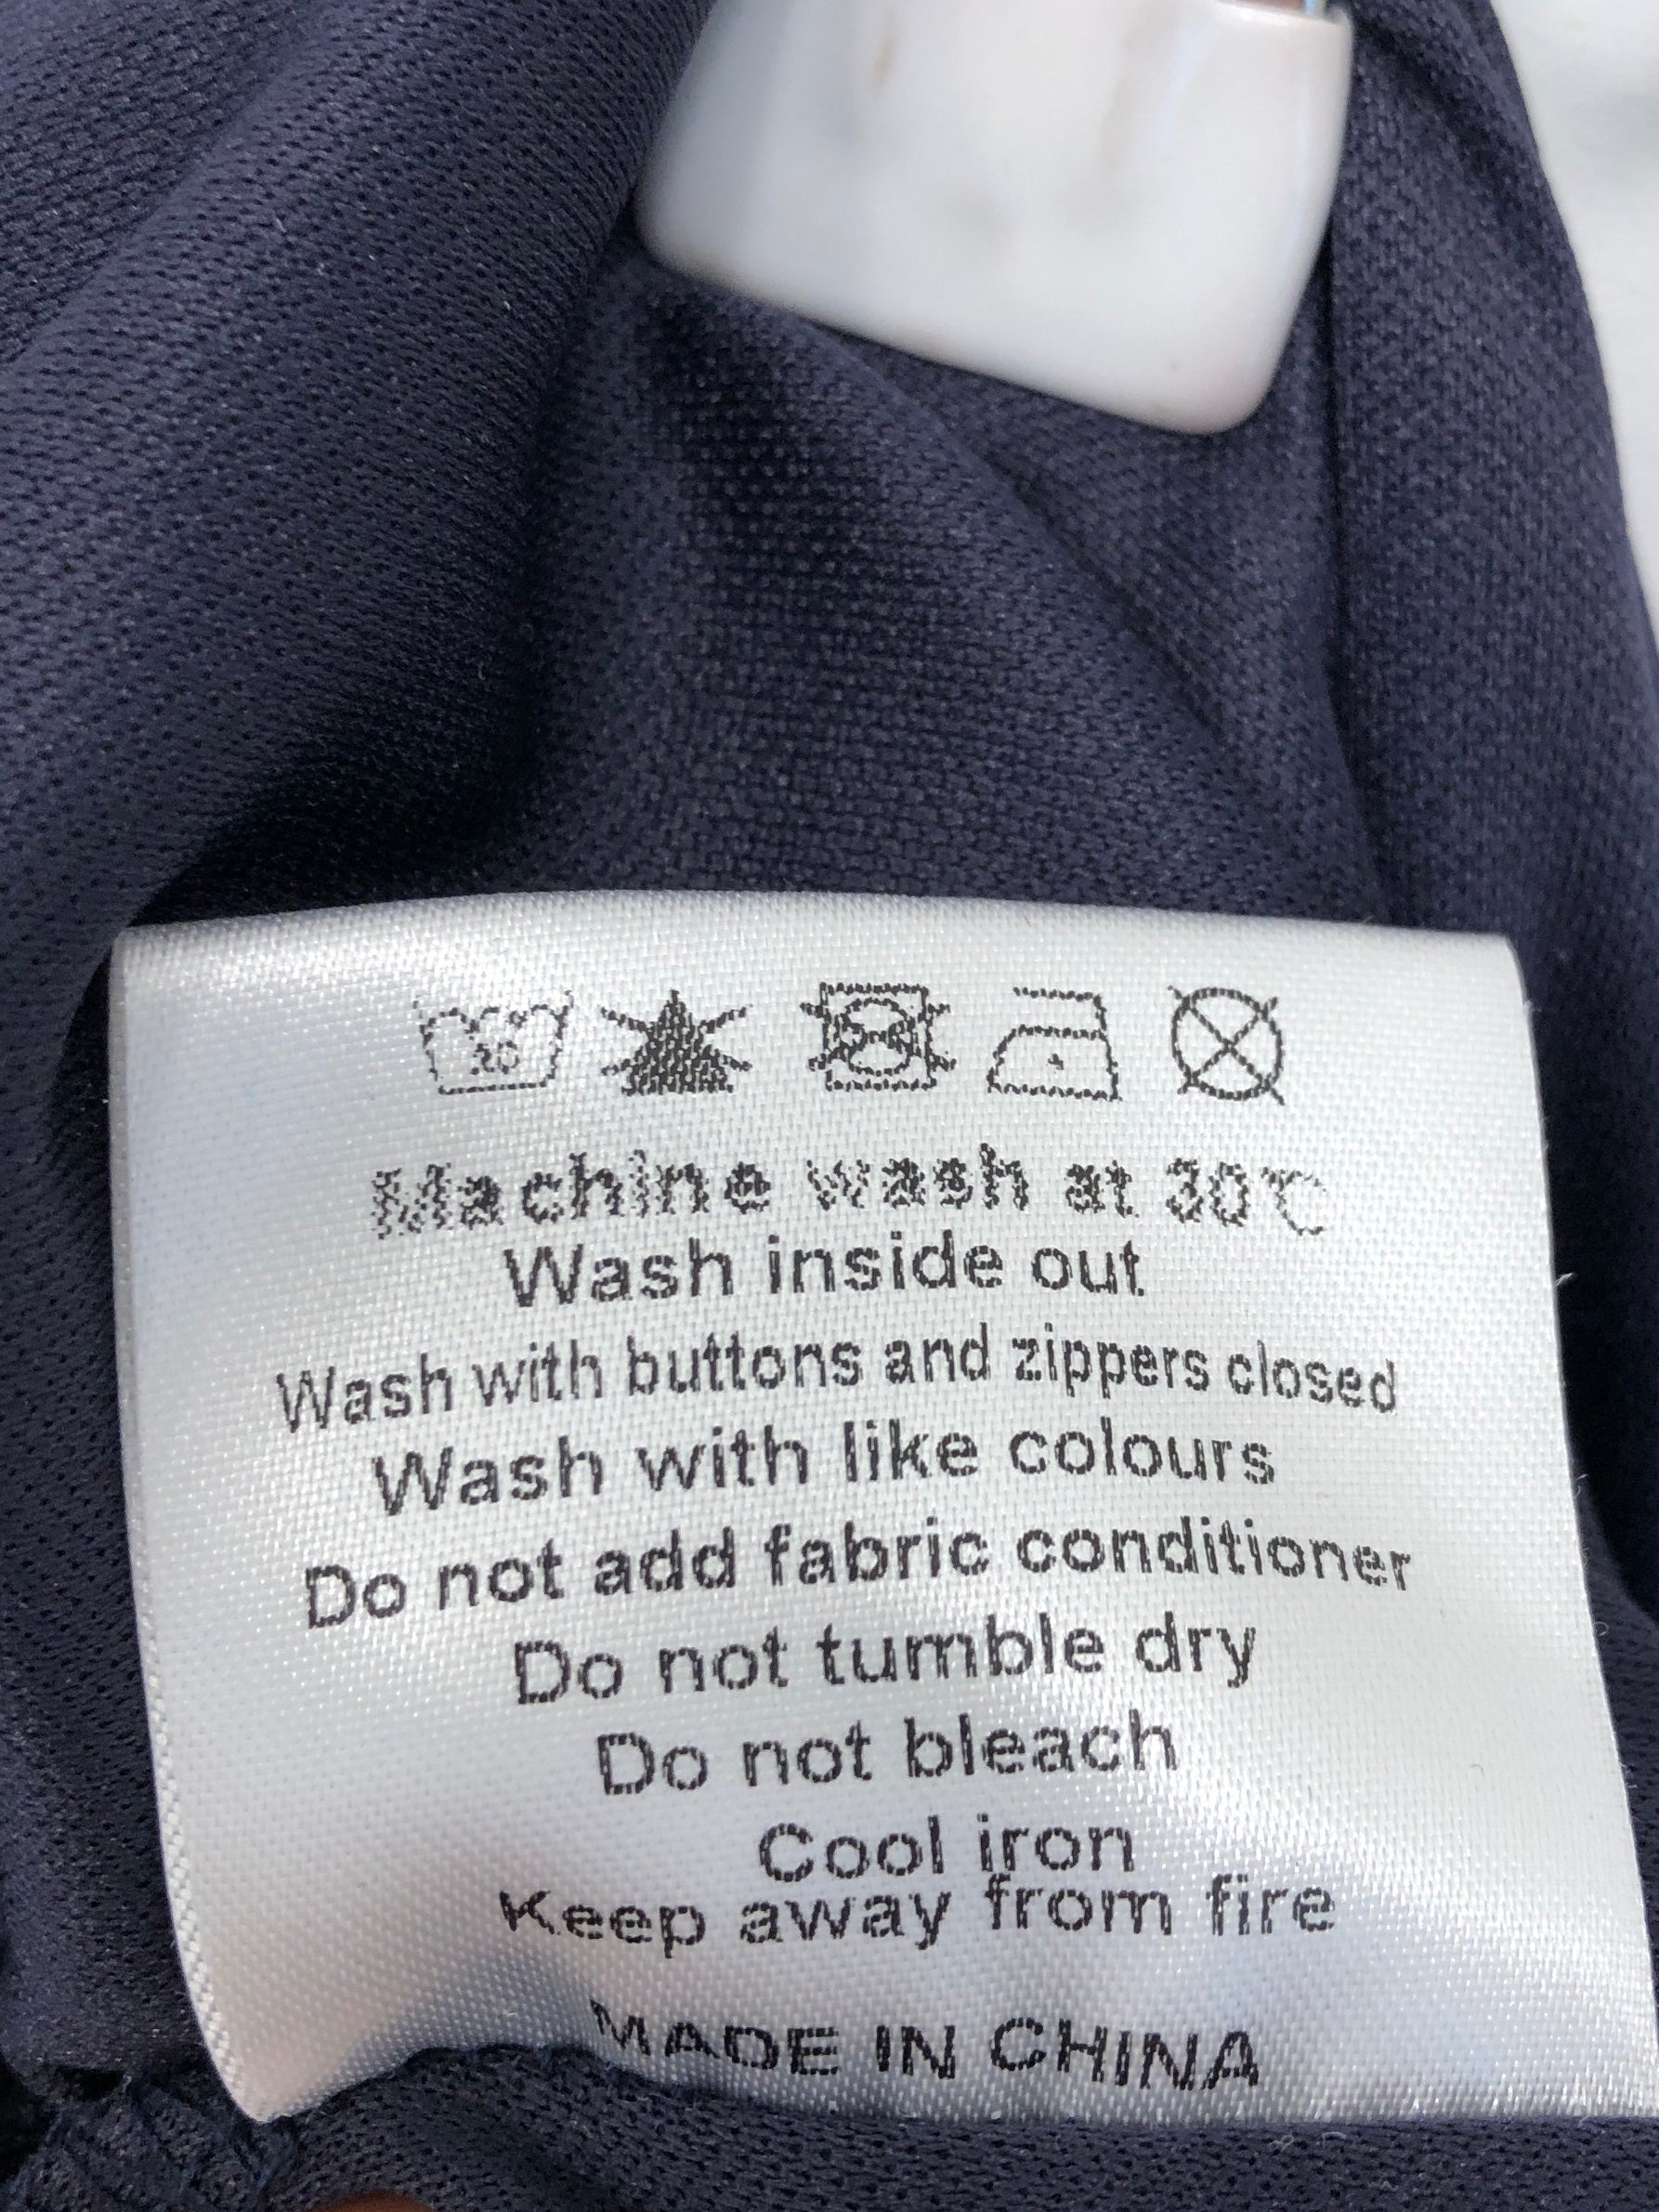 30
Machine wash at 30°C
Wash inside out
Wash with buttons and zippers closed
Wash with like colours
Do not add fabric conditioner
Do not tumble dry
Do not bleach
Cool iron
Keep away from fire
MADE IN CHINA